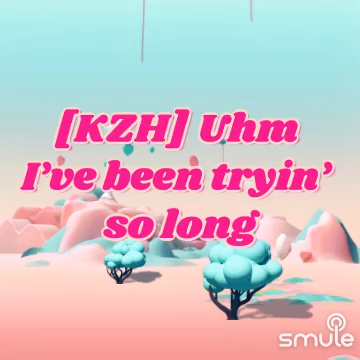 [KZH] Uhm
I’ve been tryin’
so long
smule